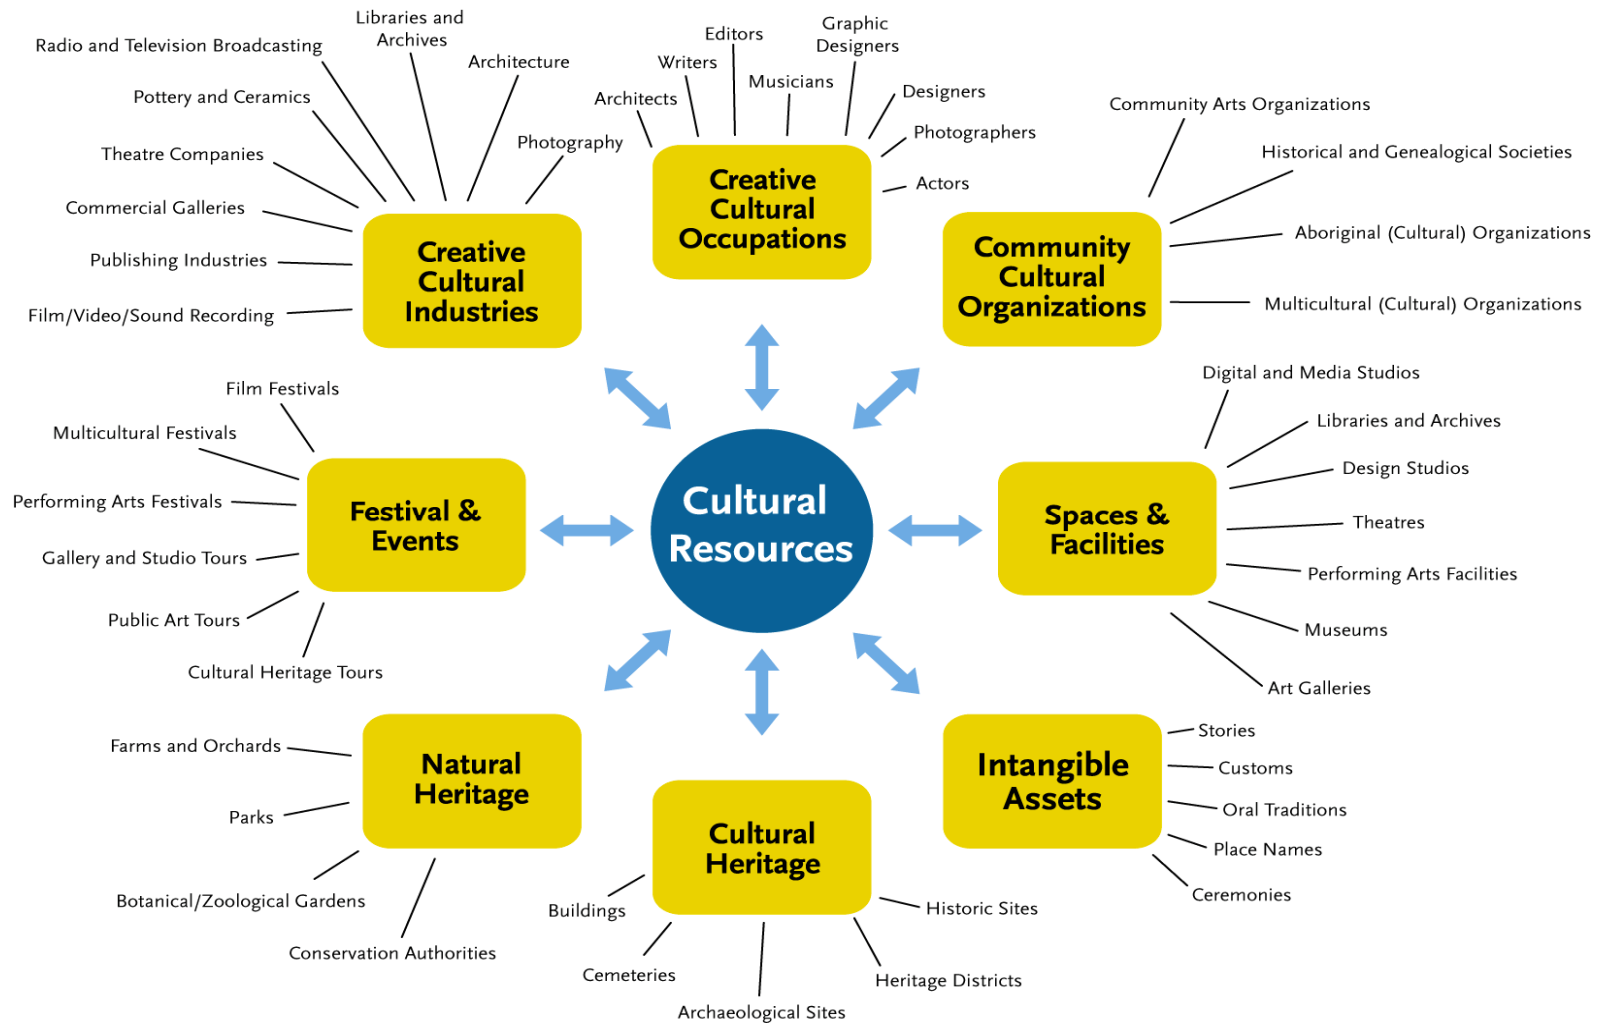 Libraries and
Archives
Radio and Television Broadcasting
Architecture
Pottery and Ceramics
Photography
Theatre Companies
Commercial Galleries
Publishing Industries
Film/Video/Sound Recording
Creative
Cultural
Industries
Graphic
Designers
Editors
Writers
Musicians
Architects
Designers
Photographers
Actors
Creative
Cultural
Occupations
Community Arts Organizations
Historical and Genealogical Societies
Aboriginal (Cultural) Organizations
Multicultural (Cultural) Organizations
Community
Cultural
Organizations
Film Festivals
Multicultural Festivals
Performing Arts Festivals
Gallery and Studio Tours
Public Art Tours
Cultural Heritage Tours
Festival &
Events
Cultural
Resources
Spaces &
Facilities
Digital and Media Studios
Libraries and Archives
Design Studios
Theatres
Performing Arts Facilities
Museums
Art Galleries
Farms and Orchards
Parks
Botanical/Zoological Gardens
Conservation Authorities
Natural
Heritage
Cultural
Heritage
Buildings
Cemeteries
Archaeological Sites
Heritage Districts
Historic Sites
Intangible
Assets
Stories
Customs
Oral Traditions
Place Names
Ceremonies